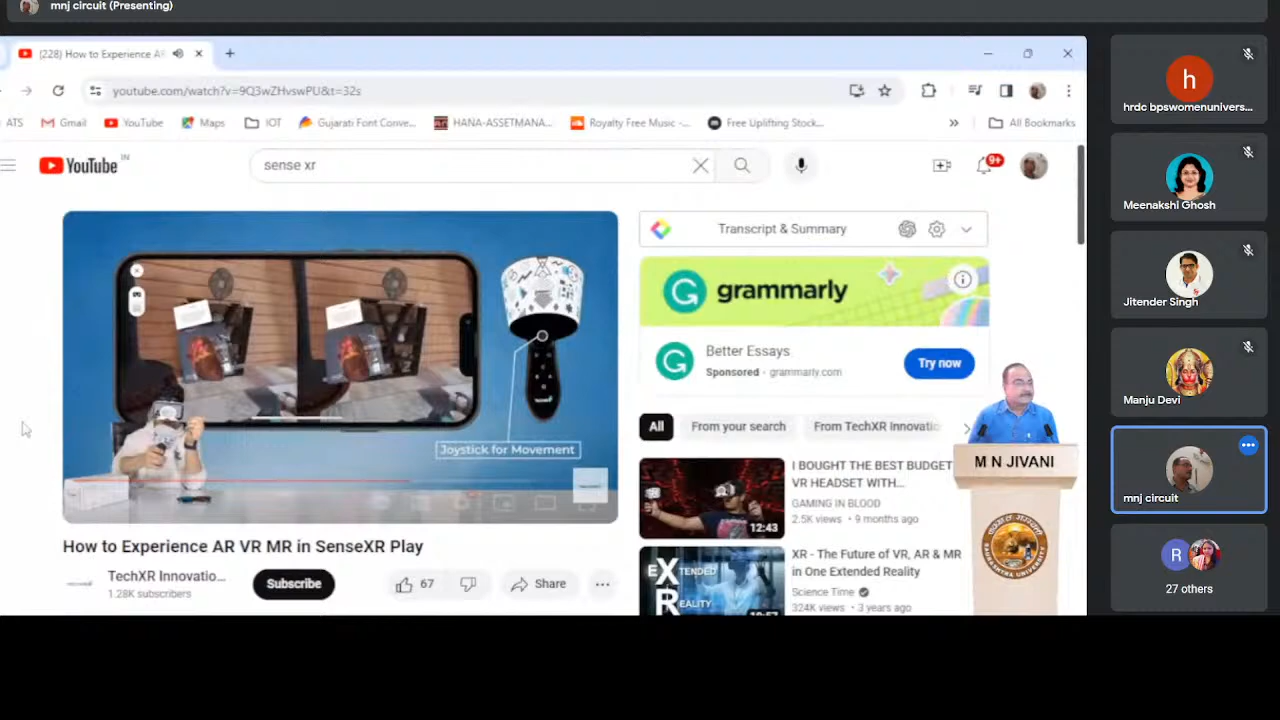 mnj circuit (Presenting)
(228) How to Experience AR
youtube.com/watch?v=9Q3wZHvswPU&t=32s
ATS
Gmail
YouTube
Maps
IOT
Gujarati Font Conve...
HANA-ASSETMANA...
Royalty Free Music -...
Free Uplifting Stock...
»
All Bookmarks
YouTube IN
sense xr
9+
Joystick for Movement
How to Experience AR VR MR in SenseXR Play
TechXR Innovatio...
1.28K subscribers
Subscribe
67
Share
...
Transcript & Summary
grammarly
Better Essays
Sponsored · grammarly.com
Try now
All
From your search
From TechXR Innovatio
I BOUGHT THE BEST BUDGET
VR HEADSET WITH...
GAMING IN BLOOD
2.5K views • 9 months ago
12:43
EXTENDED
REALITY
XR - The Future of VR, AR & MR
in One Extended Reality
Science Time
324K views • 3 years ago
M N JIVANI
h
hrdc bpswomenunivers...
Meenakshi Ghosh
Jitender Singh
Manju Devi
mnj circuit
R
27 others